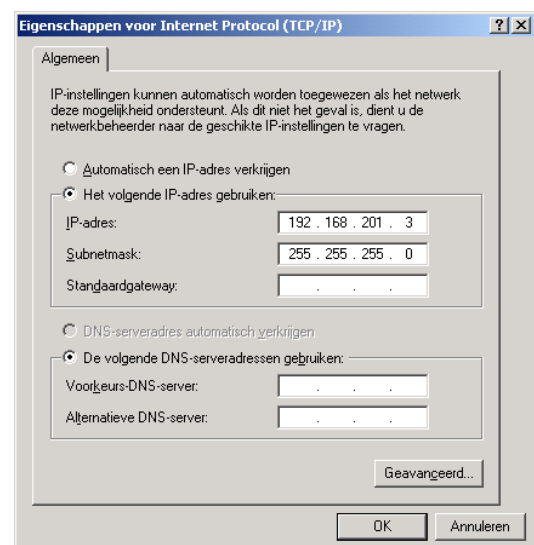 Eigenschappen voor Internet Protocol (TCP/IP)
Algemeen
IP-instellingen kunnen automatisch worden toegewezen als het netwerk
deze mogelijkheid ondersteunt. Als dit niet het geval is, dient u de
netwerkbeheerder naar de geschikte IP-instellingen te vragen.
Automatisch een IP-adres verkrijgen
Het volgende IP-adres gebruiken:
IP-adres: 192 . 168 . 201 . 3
Subnetmask: 255 . 255 . 255 . 0
Standaardgateway: . . .
DNS-serveradres automatisch verkrijgen
De volgende DNS-serveradressen gebruiken:
Voorkeurs-DNS-server: . . .
Alternatieve DNS-server: . . .
Geavanceerd...
OK Annuleren